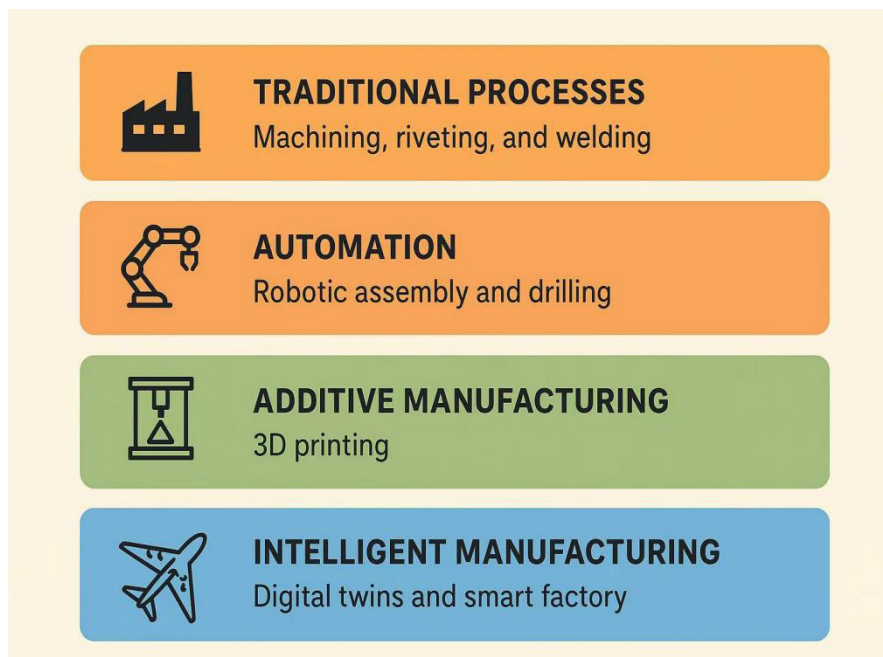 TRADITIONAL PROCESSES
Machining, riveting, and welding
AUTOMATION
Robotic assembly and drilling
ADDITIVE MANUFACTURING
3D printing
INTELLIGENT MANUFACTURING
Digital twins and smart factory